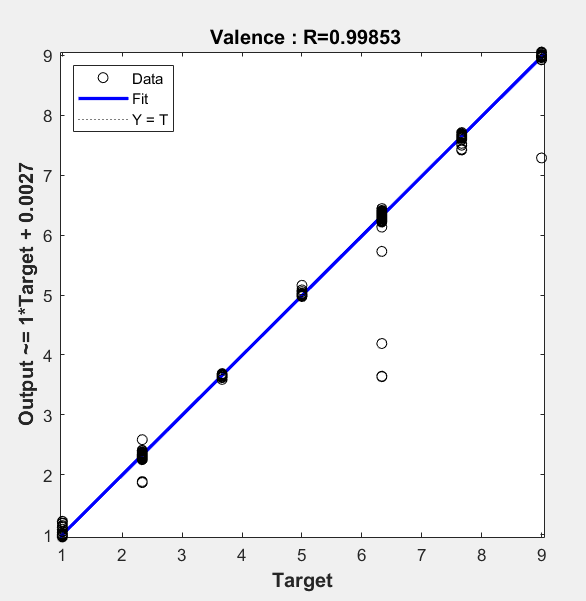 Valence : R=0.99853
Data
Fit
Y = T
Output ~= 1*Target + 0.0027
9
8
7
6
5
4
3
2
1
1 2 3 4 5 6 7 8 9
Target